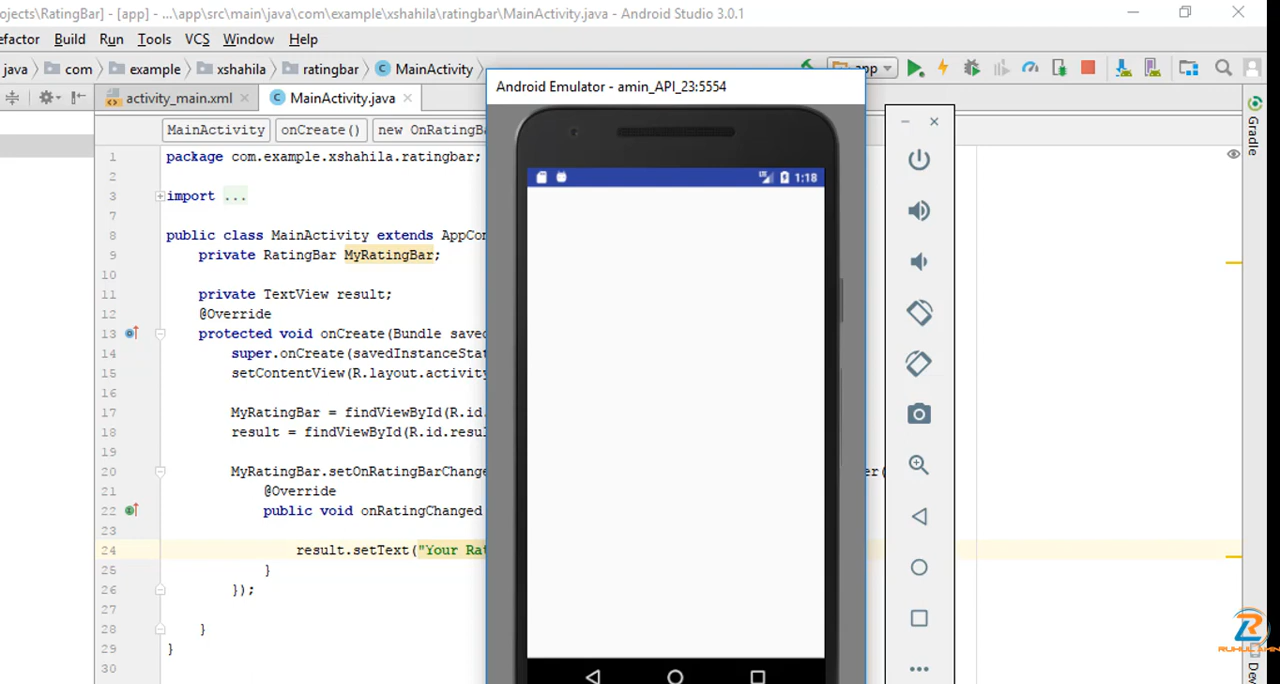 ojects\RatingBar] - [app] - ...\app\src\main\java\com\example\xshahila\ratingbar\MainActivity.java - Android Studio 3.0.1
efactor Build Run Tools VCS Window Help
java com example xshahila ratingbar MainActivity app
Android Emulator - amin_API_23:5554
activity_main.xml MainActivity.java
MainActivity onCreate() new OnRatingBa
Gradle
1:18
1 package com.example.xshahila.ratingbar;
2
3 import ...
7
8 public class MainActivity extends AppCon
9 private RatingBar MyRatingBar;
10
11 private TextView result;
12 @Override
13 protected void onCreate(Bundle save
14 super.onCreate(savedInstanceStat
15 setContentView(R.layout.activity
16
17 MyRatingBar = findViewById(R.id.
18 result = findViewById(R.id.resul
19
20 MyRatingBar.setOnRatingBarChange er(
21 @Override
22 public void onRatingChanged
23
24 result.setText("Your Rat
25 }
26 });
27
28 }
29 }
30
RUHUL AMIN